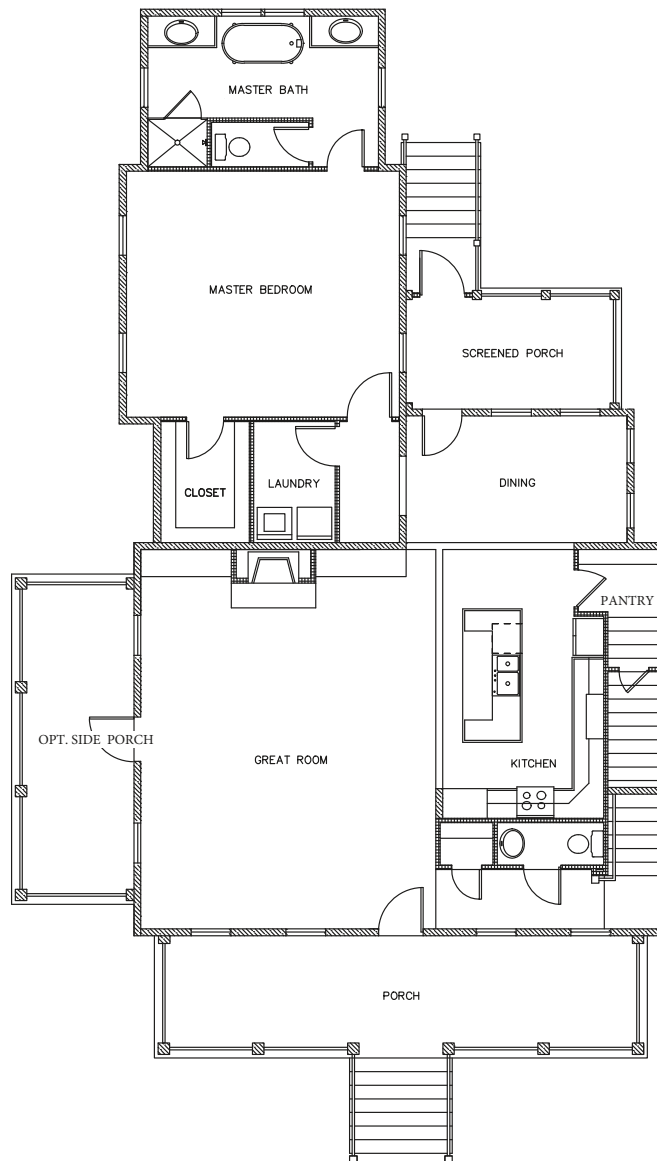 MASTER BATH
MASTER BEDROOM
SCREENED PORCH
CLOSET
LAUNDRY
DINING
PANTRY
OPT. SIDE PORCH
GREAT ROOM
KITCHEN
PORCH